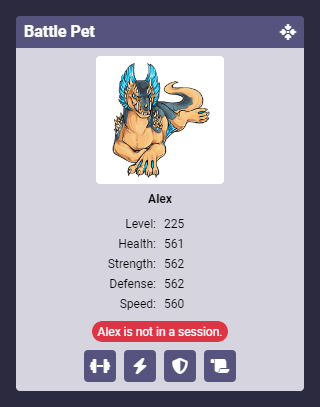 Battle Pet
Alex
Level: 225
Health: 561
Strength: 562
Defense: 562
Speed: 560
Alex is not in a session.